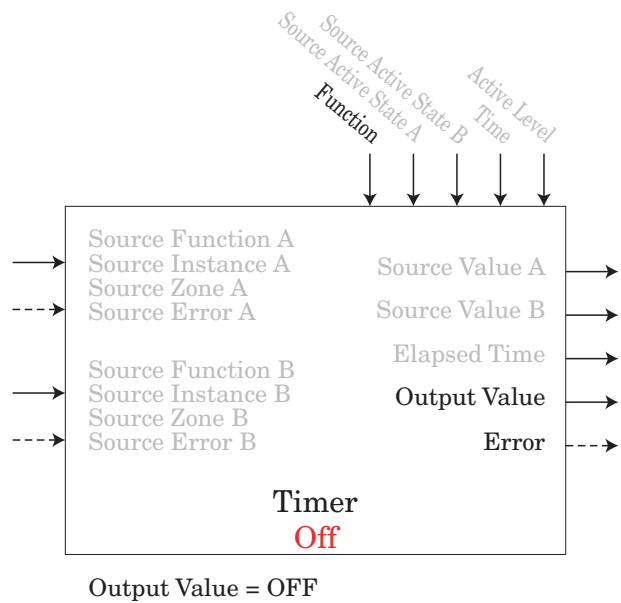 Function
Source Active State A
Source Active State B
Time
Active Level
Source Function A
Source Instance A
Source Zone A
Source Error A
Source Function B
Source Instance B
Source Zone B
Source Error B
Source Value A
Source Value B
Elapsed Time
Output Value
Error
Timer
Off
Output Value = OFF